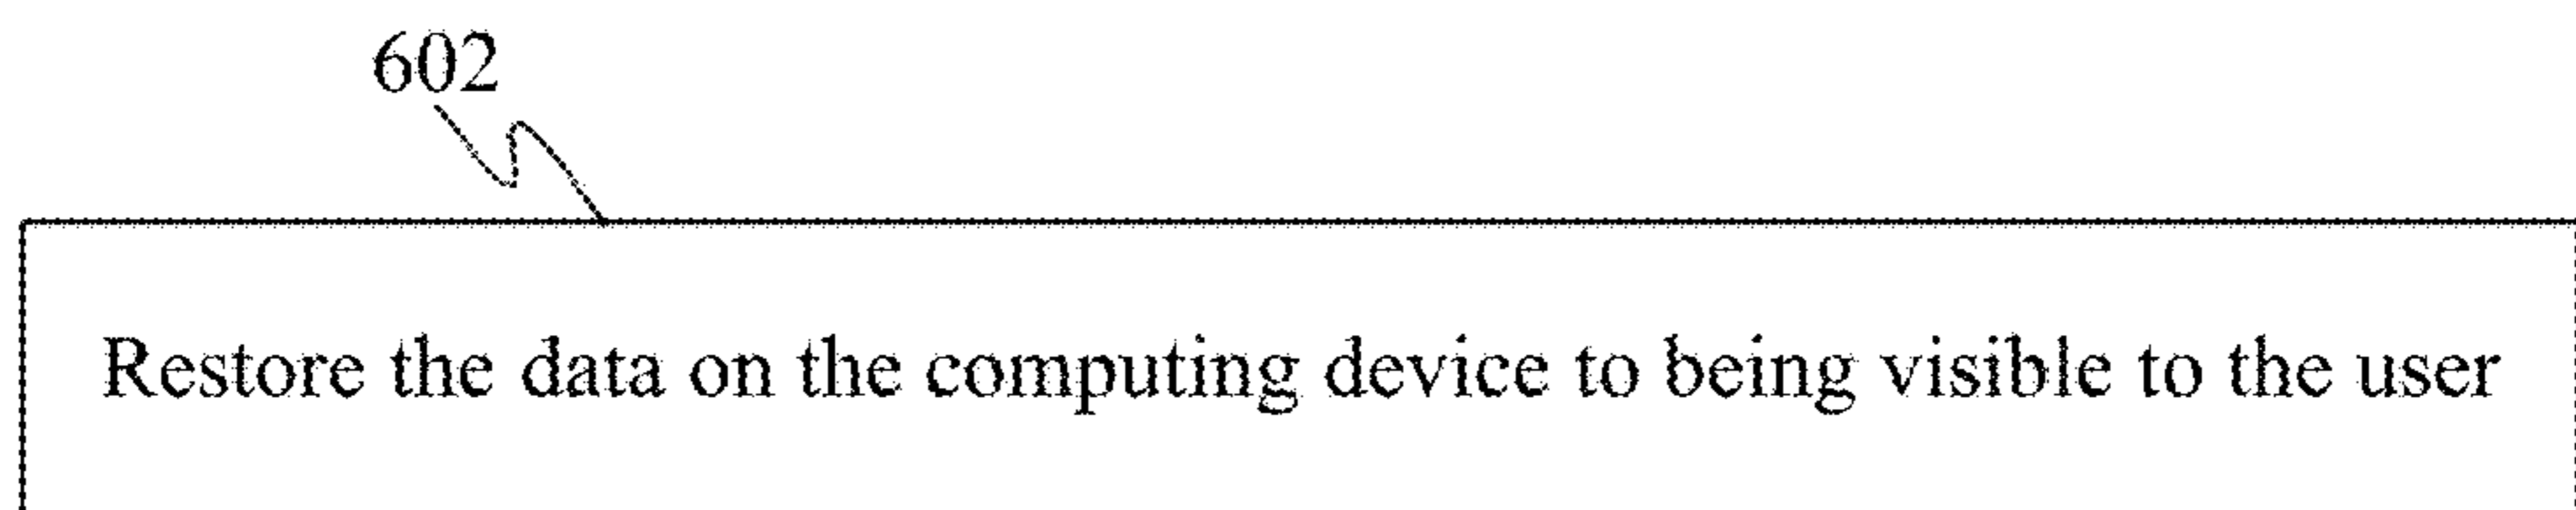 602
Restore the data on the computing device to being visible to the user